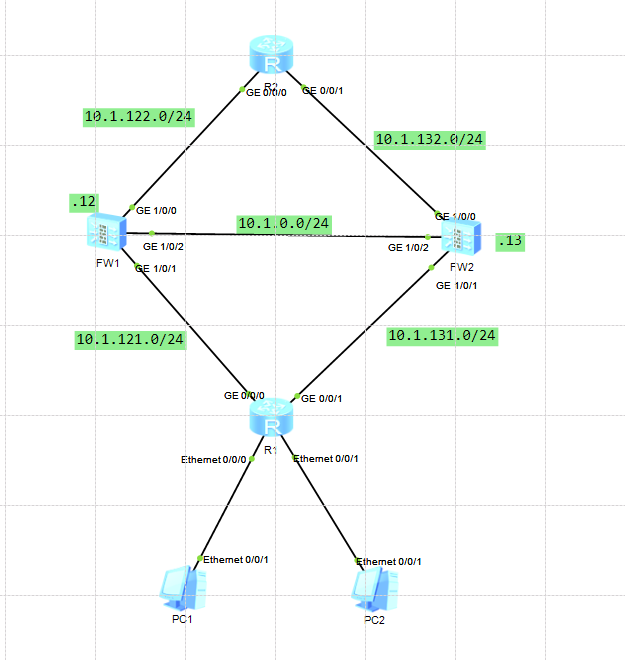 R2
GE 0/0/0
GE 0/0/1
10.1.122.0/24
10.1.132.0/24
.12
GE 1/0/0
GE 1/0/0
10.1.0.0/24
GE 1/0/2
GE 1/0/2
.13
FW1
FW2
GE 1/0/1
GE 1/0/1
10.1.121.0/24
10.1.131.0/24
GE 0/0/0
GE 0/0/1
R1
Ethernet 0/0/0
Ethernet 0/0/1
Ethernet 0/0/1
Ethernet 0/0/1
PC1
PC2